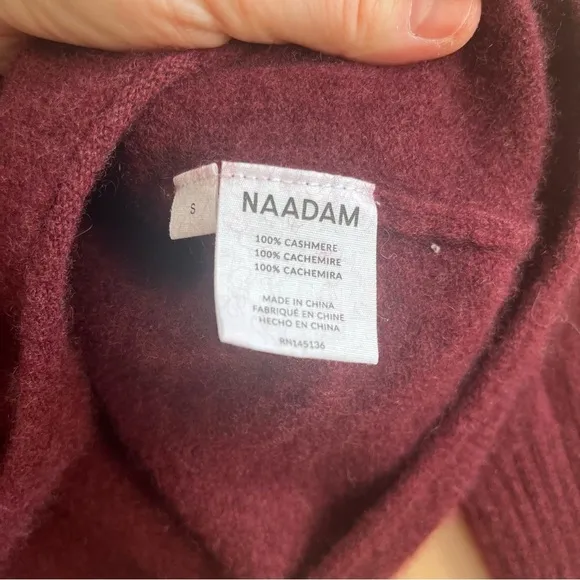 S
NAADAM
100% CASHMERE
100% CACHEMIRE
100% CACHEMIRA
MADE IN CHINA
FABRIQUÉ EN CHINE
HECHO EN CHINA
RN145136